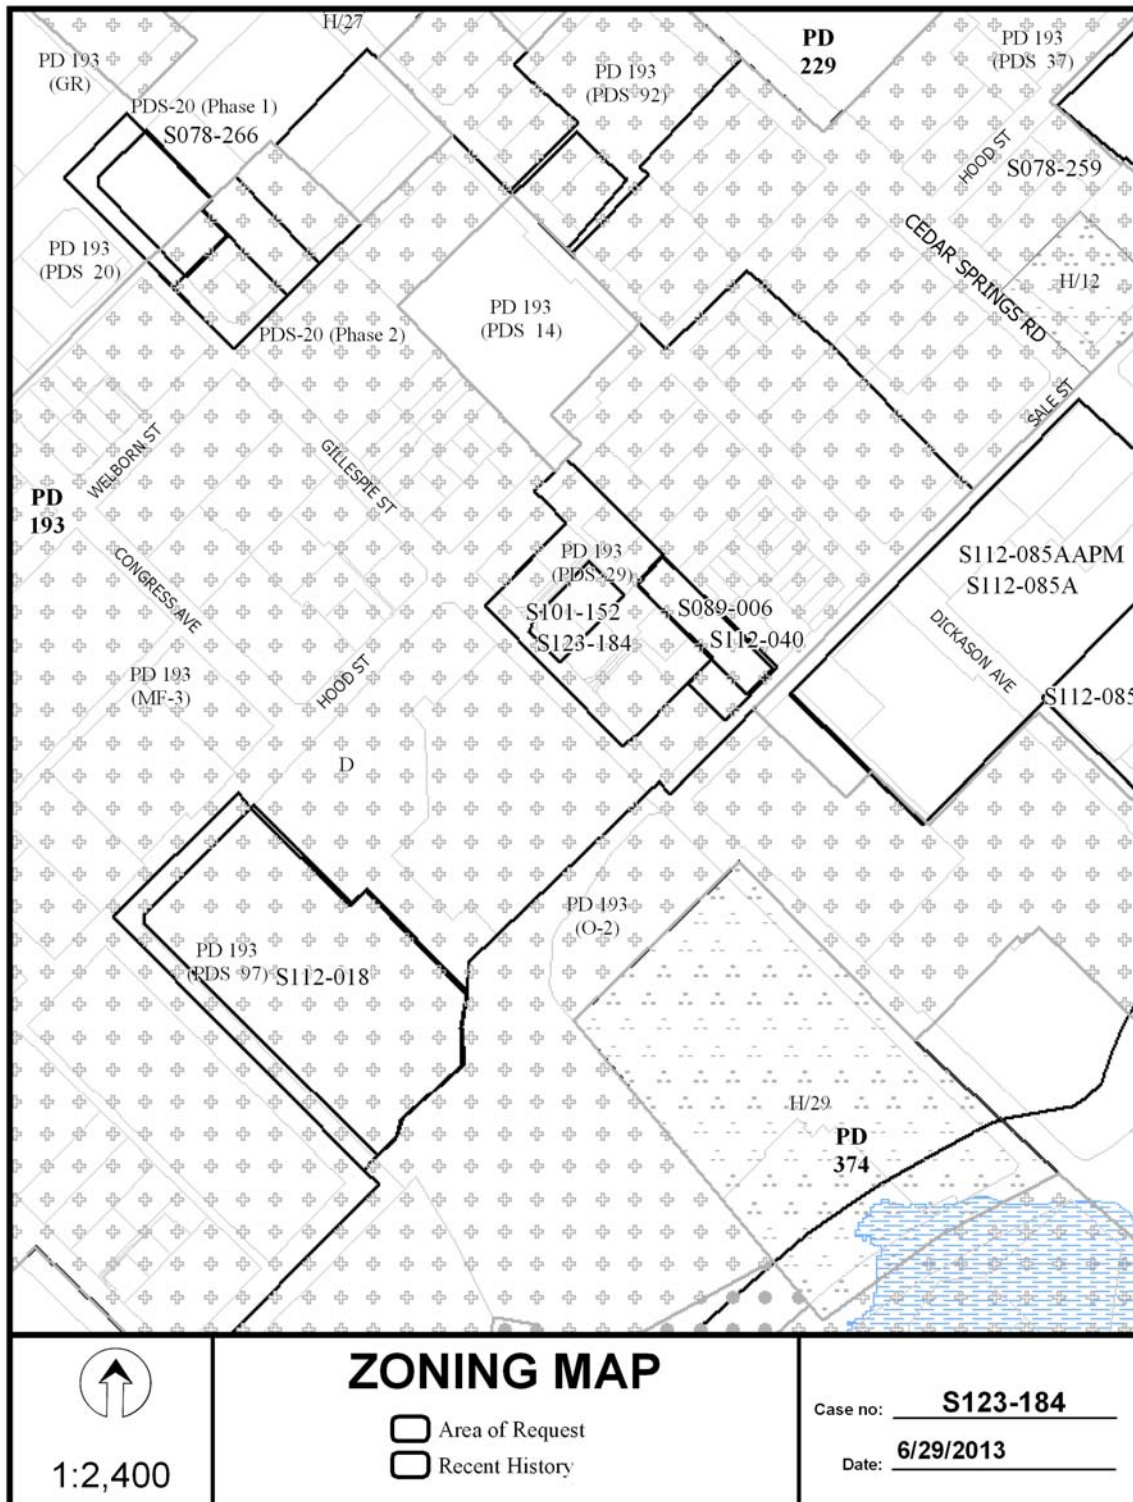 H/27
PD 193
(GR)
PDS-20 (Phase 1)
S078-266
PD 193
(PDS 92)
PD
229
PD 193
(PDS 37)
HOOD ST
S078-259
PD 193
(PDS 20)
CEDAR SPRINGS RD
H/12
PD 193
(PDS 14)
PDS-20 (Phase 2)
SALE ST
WELBORN ST
GILLESPIE ST
PD
193
CONGRESS AVE
PD 193
(PDS 29)
S101-152
S123-184
S089-006
S112-040
S112-085AAPM
S112-085A
DICKASON AVE
S112-085
PD 193
(MF-3)
HOOD ST
D
PD 193
(O-2)
PD 193
(PDS 97)
S112-018
H/29
PD
374
1:2,400
ZONING MAP
Area of Request
Recent History
Case no: S123-184
Date: 6/29/2013